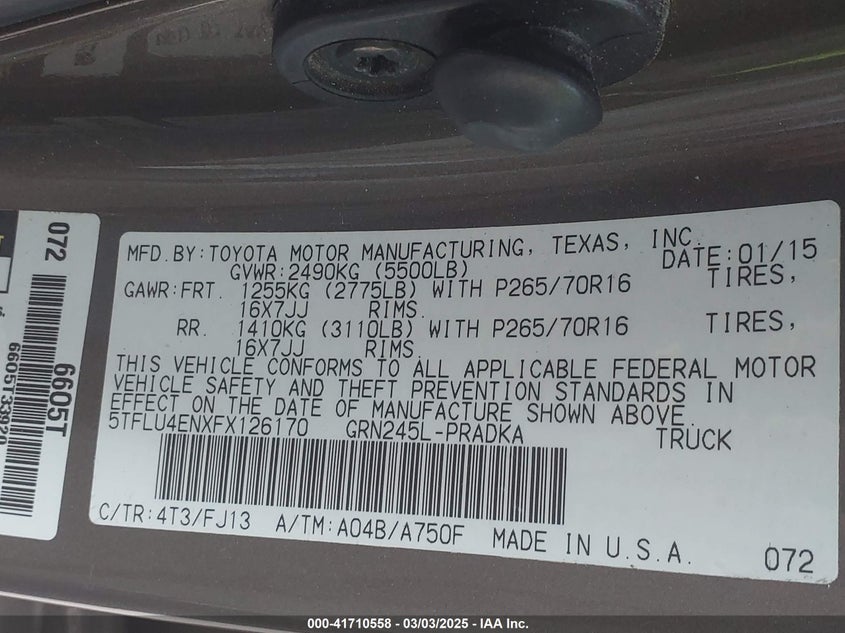 MFD. BY: TOYOTA MOTOR MANUFACTURING, TEXAS, INC.
DATE: 01/15
GVWR: 2490KG (5500LB)
GAWR: FRT. 1255KG (2775LB) WITH P265/70R16 TIRES,
16X7JJ RIMS.
RR. 1410KG (3110LB) WITH P265/70R16 TIRES,
16X7JJ RIMS.
THIS VEHICLE CONFORMS TO ALL APPLICABLE FEDERAL MOTOR
VEHICLE SAFETY AND THEFT PREVENTION STANDARDS IN
EFFECT ON THE DATE OF MANUFACTURE SHOWN ABOVE.
5TFLU4ENXFX126170 GRN245L-PRADKA TRUCK
C/TR: 4T3/FJ13 A/TM: A04B/A750F MADE IN U.S.A.
072
072
6605T
000-41710558 - 03/03/2025 - IAA Inc.